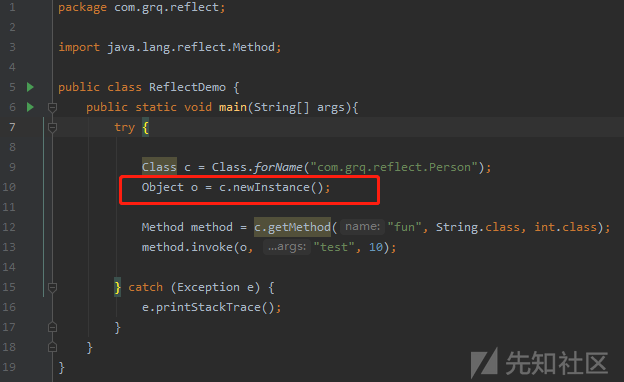 1 package com.grq.reflect;
2
3 import java.lang.reflect.Method;
4
5 public class ReflectDemo {
6 public static void main(String[] args){
7 try {
8
9 Class c = Class.forName("com.grq.reflect.Person");
10 Object o = c.newInstance();
11
12 Method method = c.getMethod( name: "fun", String.class, int.class);
13 method.invoke(o, ...args: "test", 10);
14
15 } catch (Exception e) {
16 e.printStackTrace();
17 }
18 }
19 }
先知社区